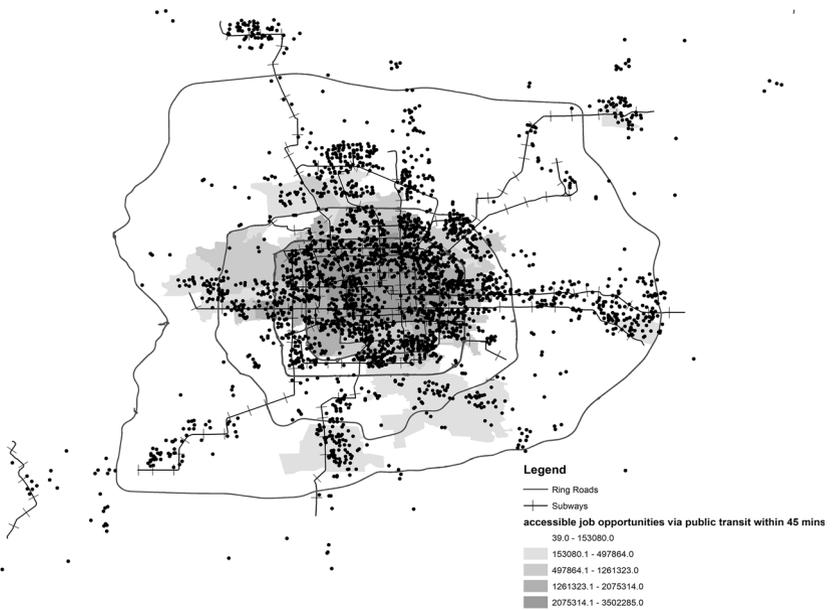 Legend
Ring Roads
Subways
accessible job opportunities via public transit within 45 mins
39.0 - 153080.0
153080.1 - 497864.0
497864.1 - 1261323.0
1261323.1 - 2075314.0
2075314.1 - 3502285.0